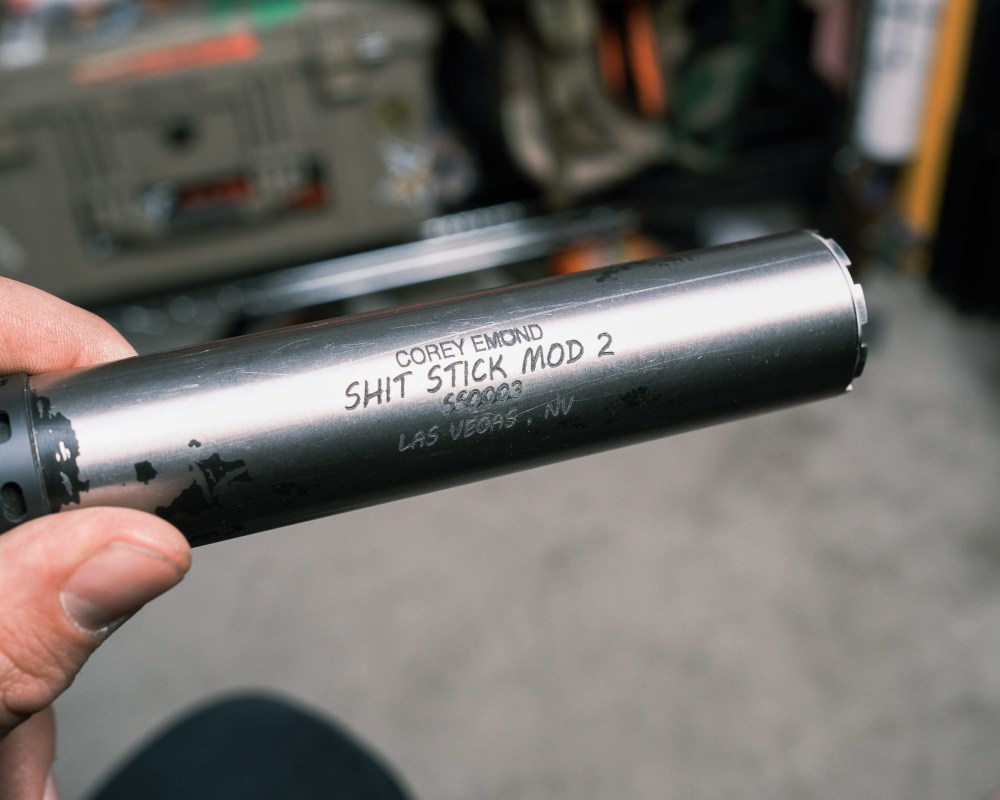 COREY EMOND
SHIT STICK MOD 2
SS0003
LAS VEGAS, NV